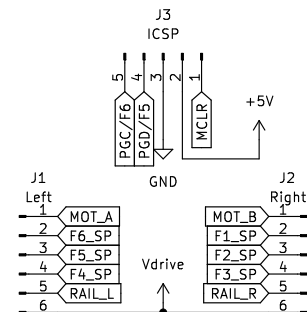 J3
ICSP
5 4 3 2 1
PGC/F6
PGD/F5
MCLR
+5V
GND
J1
Left
1 MOT_A
2 F6_SP
3 F5_SP
4 F4_SP
5 RAIL_L
6
Vdrive
J2
Right
MOT_B 1
F1_SP 2
F2_SP 3
F3_SP 4
RAIL_R 5
6